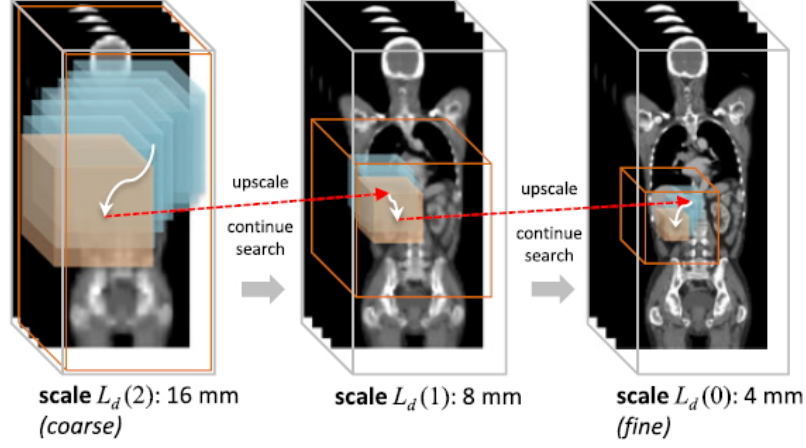 upscale
continue
search
upscale
continue
search
scale L_d(2): 16 mm
(coarse)
scale L_d(1): 8 mm
scale L_d(0): 4 mm
(fine)